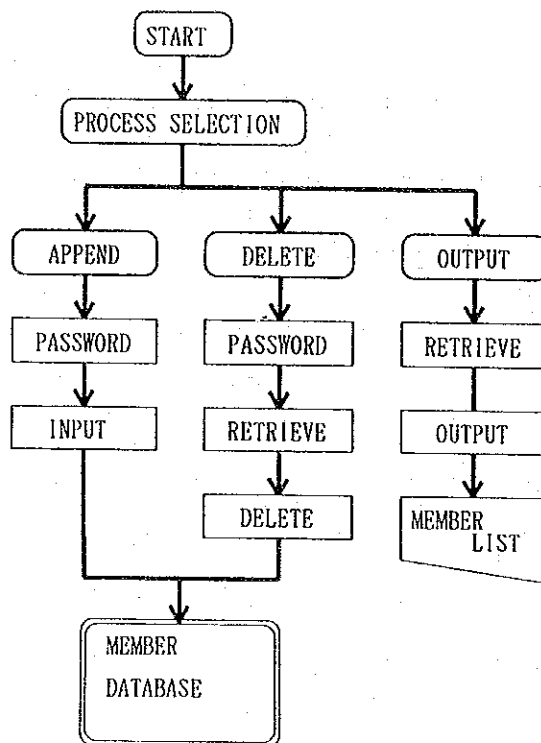 START
PROCESS SELECTION
APPEND
DELETE
OUTPUT
PASSWORD
PASSWORD
RETRIEVE
INPUT
RETRIEVE
OUTPUT
DELETE
MEMBER
LIST
MEMBER
DATABASE